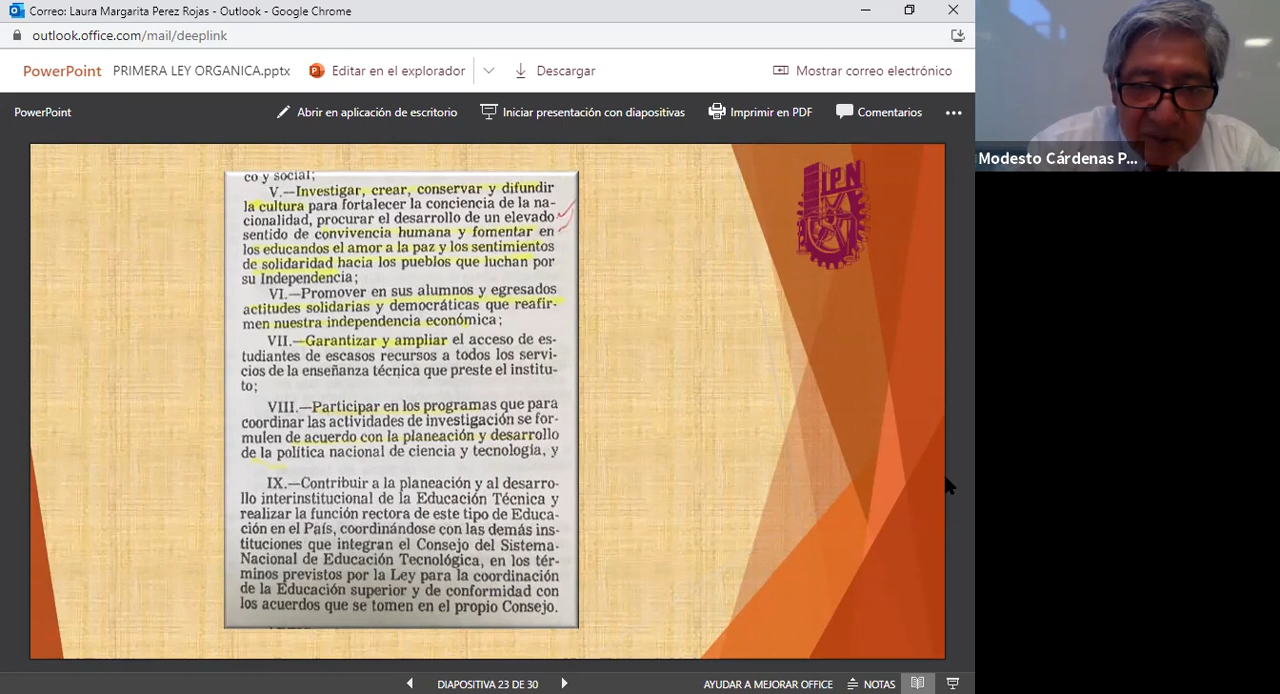 Correo: Laura Margarita Perez Rojas - Outlook - Google Chrome
outlook.office.com/mail/deeplink
PowerPoint PRIMERA LEY ORGANICA.pptx Editar en el explorador Descargar Mostrar correo electrónico
PowerPoint Abrir en aplicación de escritorio Iniciar presentación con diapositivas Imprimir en PDF Comentarios
Modesto Cárdenas P...
IPN
co y social;
V.—Investigar, crear, conservar y difundir
la cultura para fortalecer la conciencia de la na-
cionalidad, procurar el desarrollo de un elevado
sentido de convivencia humana y fomentar en
los educandos el amor a la paz y los sentimientos
de solidaridad hacia los pueblos que luchan por
su Independencia;
VI.—Promover en sus alumnos y egresados
actitudes solidarias y democráticas que reafir-
men nuestra independencia económica;
VII.—Garantizar y ampliar el acceso de es-
tudiantes de escasos recursos a todos los servi-
cios de la enseñanza técnica que preste el institu-
to;
VIII.—Participar en los programas que para
coordinar las actividades de investigación se for-
mulen de acuerdo con la planeación y desarrollo
de la política nacional de ciencia y tecnología, y
IX.—Contribuir a la planeación y al desarro-
llo interinstitucional de la Educación Técnica y
realizar la función rectora de este tipo de Educa-
ción en el País, coordinándose con las demás ins-
tituciones que integran el Consejo del Sistema
Nacional de Educación Tecnológica, en los tér-
minos previstos por la Ley para la coordinación
de la Educación superior y de conformidad con
los acuerdos que se tomen en el propio Consejo.
DIAPOSITIVA 23 DE 30 AYUDAR A MEJORAR OFFICE NOTAS